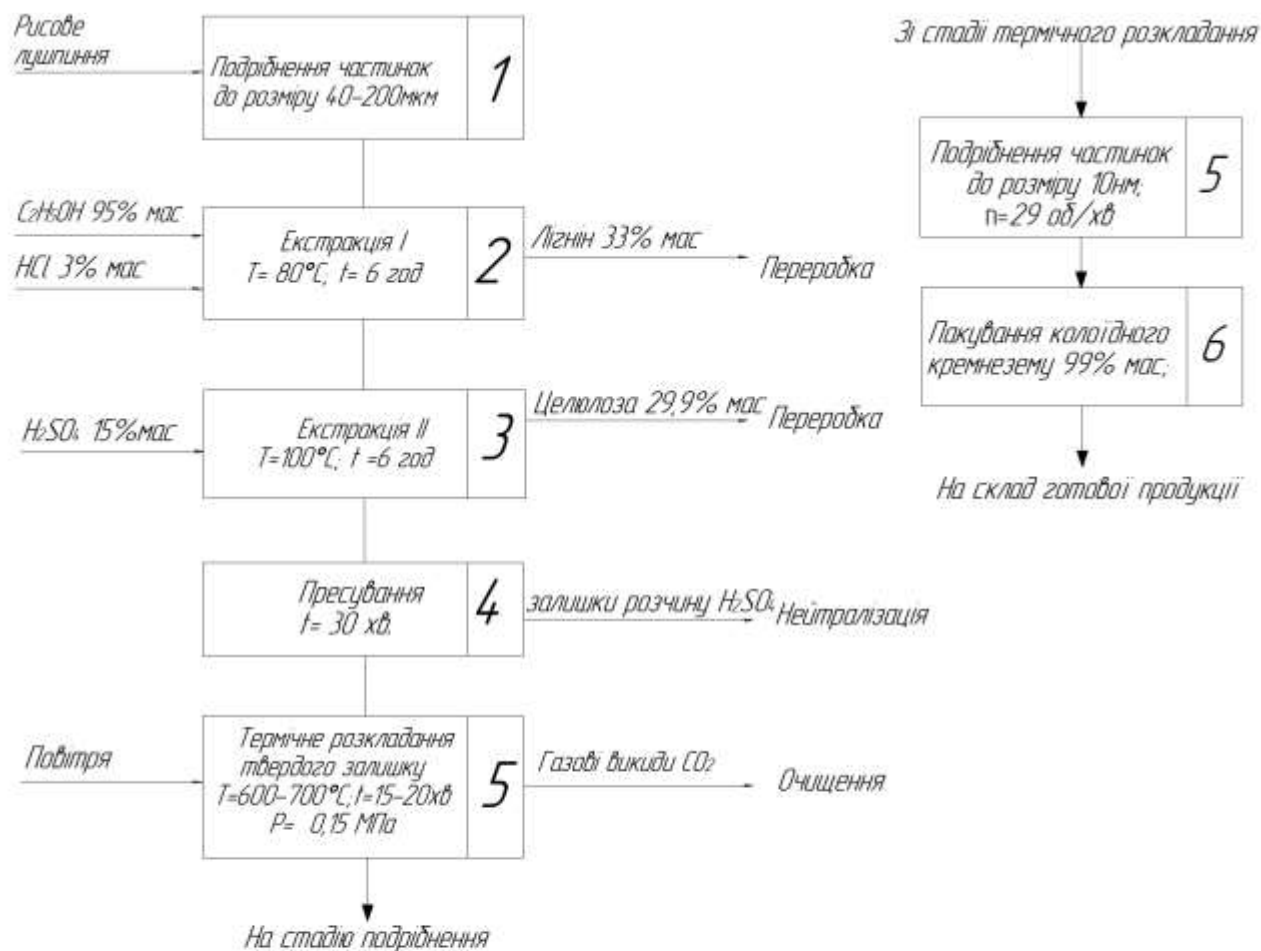 Рисове
лушпиння
Подрібнення частинок
до розміру 40-200мкм
1
C₂H₅OH 95% мас
HCl 3% мас
Екстракція I
T= 80°C, t= 6 год
2
Лігнін 33% мас
Переробка
H₂SO₄ 15%мас
Екстракція II
T=100°C; t =6 год
3
Целюлоза 29,9% мас
Переробка
Пресування
t= 30 хв.
4
залишки розчину H₂SO₄
Нейтралізація
Повітря
Термічне розкладання
твердого залишку
T=600-700°C;t=15-20хв
P= 0,15 МПа
5
Газові викиди CO₂
Очищення
На стадію подрібнення
Зі стадії термічного розкладання
Подрібнення частинок
до розміру 10нм;
n=29 об/хв
5
Пакування колоїдного
кремнезему 99% мас;
6
На склад готової продукції